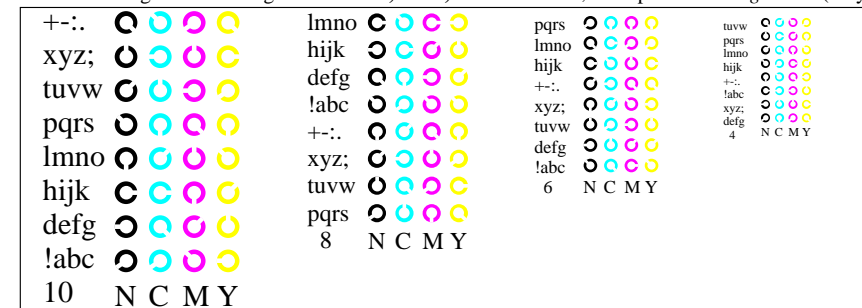 +-:.
xyz;
tuvw
pqrs
lmno
hijk
defg
!abc
10 N C M Y
lmno
hijk
defg
!abc
+-:.
xyz;
tuvw
pqrs
8 N C M Y
pqrs
lmno
hijk
+-:.
xyz;
tuvw
defg
!abc
6 N C M Y
tuvw
pqrs
lmno
hijk
+-:.
!abc
xyz;
defg
4 N C M Y